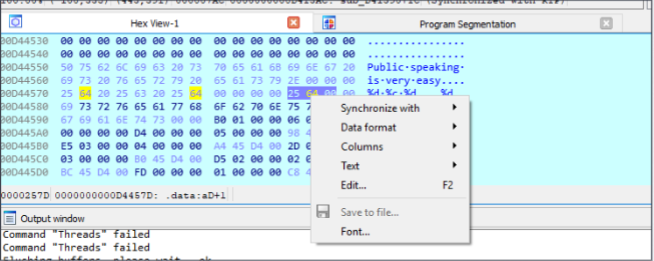 Hex View-1
Program Segmentation
00D44530 00 00 00 00 00 00 00 00 00 00 00 00 00 00 00 00 ................
00D44540 00 00 00 00 00 00 00 00 00 00 00 00 00 00 00 00 ................
00D44550 50 75 62 6C 69 63 20 73 70 65 61 68 69 6E 67 20 Public·speaking·
00D44560 69 73 20 76 65 72 79 20 65 61 73 79 2E 00 00 00 is·very·easy....
00D44570 25 64 20 25 63 20 25 64 00 00 00 00 25 64 00 00 %d·%c·%d....%d..
00D44580 69 73 72 76 65 61 77 68 6F 62 70 6E 75 7
00D44590 67 69 61 6E 74 73 00 00 B0 01 00 00 06 0
00D445A0 00 00 00 00 D4 00 00 00 05 00 00 00 98 4
00D445B0 E5 03 00 00 04 00 00 00 A4 45 D4 00 2D 0
00D445C0 03 00 00 00 B0 45 D4 00 D5 02 00 00 02 0
00D445D0 BC 45 D4 00 FD 00 00 00 01 00 00 00 C8 4
Synchronize with
Data format
Columns
Text
Edit... F2
Save to file...
Font...
0000257D 0000000000D4457D: .data:aD+1
Output window
Command "Threads" failed
Command "Threads" failed